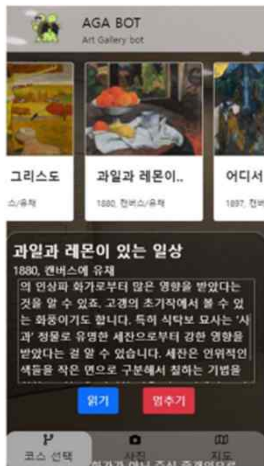 AGA BOT
Art Gallery bot
그리스도
과일과 레몬이..
어디서
스/유채
1880, 캔버스/유채
1897, 캔버
과일과 레몬이 있는 일상
1880, 캔버스에 유채
의 인상파 화가로부터 많은 영향을 받았다는
것을 알 수 있죠. 고갱의 초기작에서 볼 수 있
는 화풍이기도 합니다. 특히 식탁보 묘사는 '사
과' 정물로 유명한 세잔으로부터 강한 영향을
받았다는 걸 알 수 있습니다. 세잔은 인위적인
색들을 작은 면으로 구분해서 칠하는 기법을
읽기
멈추기
코스 선택
사진
지도